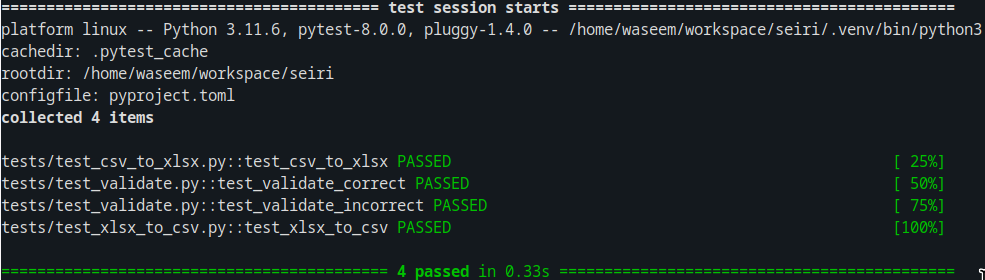 ========================================== test session starts ===========================================
platform linux -- Python 3.11.6, pytest-8.0.0, pluggy-1.4.0 -- /home/waseem/workspace/seiri/.venv/bin/python3
cachedir: .pytest_cache
rootdir: /home/waseem/workspace/seiri
configfile: pyproject.toml
collected 4 items
tests/test_csv_to_xlsx.py::test_csv_to_xlsx PASSED [ 25%]
tests/test_validate.py::test_validate_correct PASSED [ 50%]
tests/test_validate.py::test_validate_incorrect PASSED [ 75%]
tests/test_xlsx_to_csv.py::test_xlsx_to_csv PASSED [100%]
=========================================== 4 passed in 0.33s ============================================